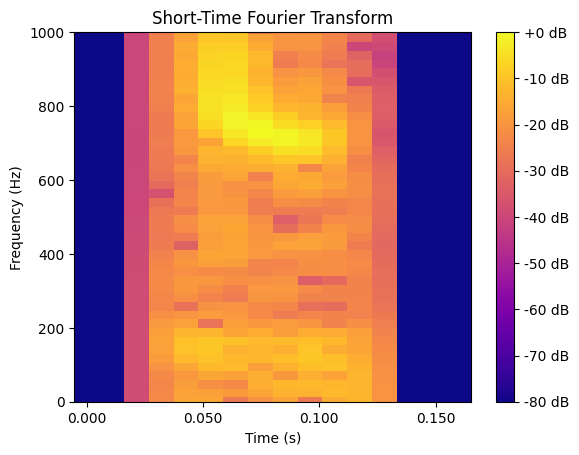 Short-Time Fourier Transform
1000
800
600
400
200
0
Frequency (Hz)
0.000
0.050
0.100
0.150
Time (s)
+0 dB
-10 dB
-20 dB
-30 dB
-40 dB
-50 dB
-60 dB
-70 dB
-80 dB